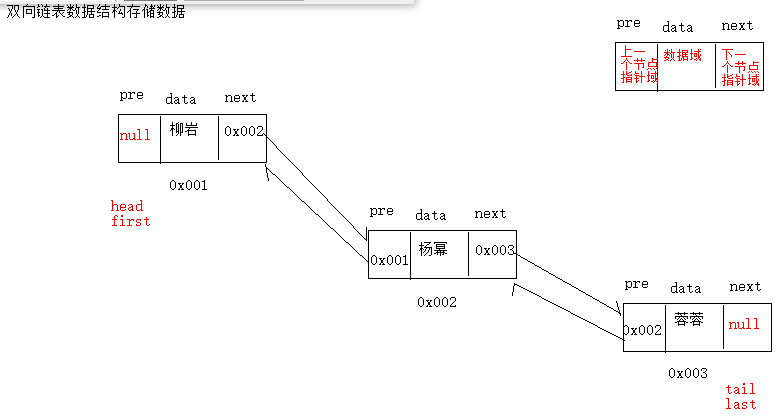 双向链表数据结构存储数据
pre data next
上一个节点指针域 数据域 下一个节点指针域
pre data next
null 柳岩 0x002
0x001
head
first
pre data next
0x001 杨幂 0x003
0x002
pre data next
0x002 蓉蓉 null
0x003
tail
last